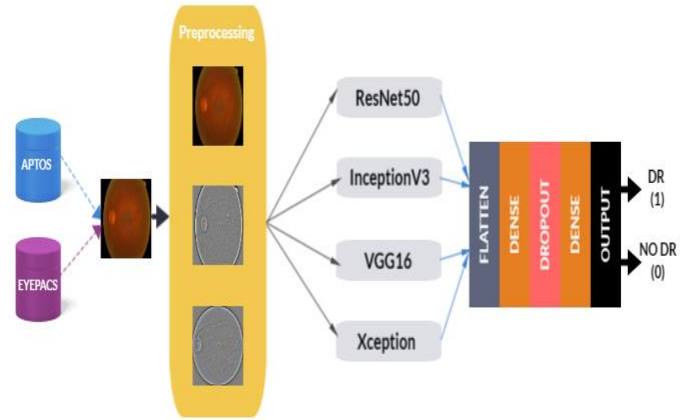 Preprocessing
APTOS
EYEPACS
ResNet50
InceptionV3
VGG16
Xception
FLATTEN
DENSE
DROPOUT
DENSE
OUTPUT
DR
(1)
NO DR
(0)